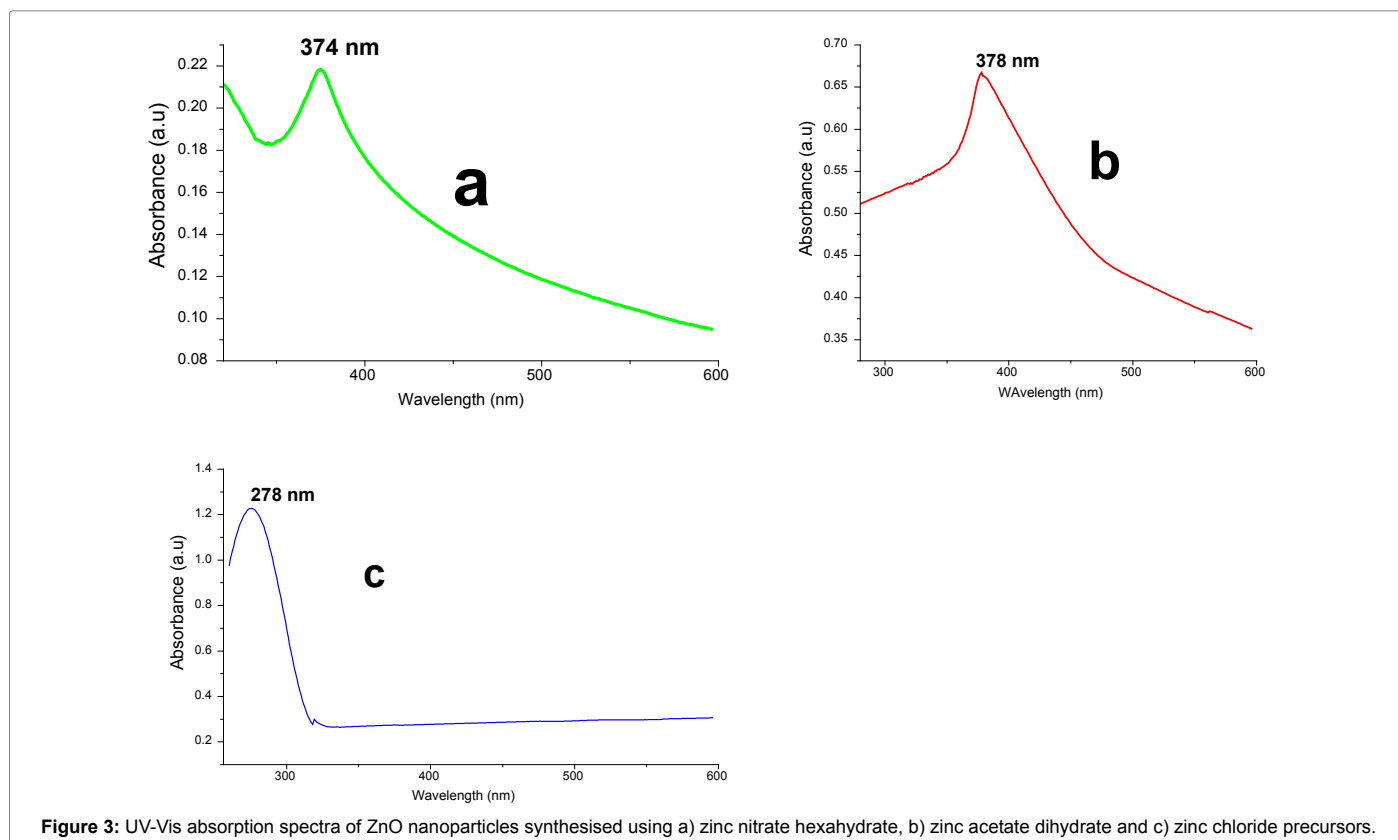 374 nm
0.22
0.20
0.18
0.16
0.14
0.12
0.10
0.08
Absorbance (a.u)
a
400
500
600
Wavelength (nm)
378 nm
0.70
0.65
0.60
0.55
0.50
0.45
0.40
0.35
Absorbance (a.u)
b
300
400
500
600
WAvelength (nm)
278 nm
1.4
1.2
1.0
0.8
0.6
0.4
0.2
Absorbance (a.u)
c
300
400
500
600
Wavelength (nm)
Figure 3: UV-Vis absorption spectra of ZnO nanoparticles synthesised using a) zinc nitrate hexahydrate, b) zinc acetate dihydrate and c) zinc chloride precursors.